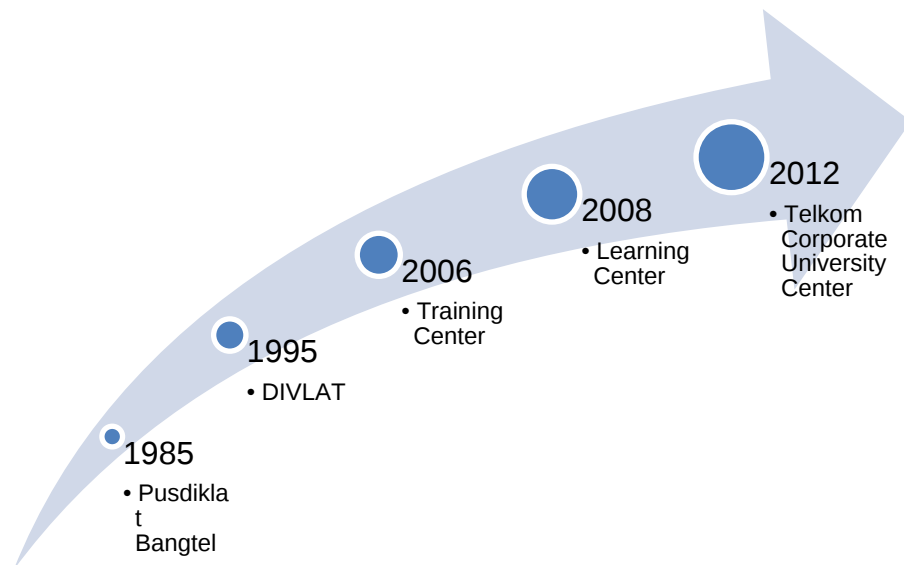 1985
• Pusdikla
t
Bangtel
1995
• DIVLAT
2006
• Training
Center
2008
• Learning
Center
2012
• Telkom
Corporate
University
Center